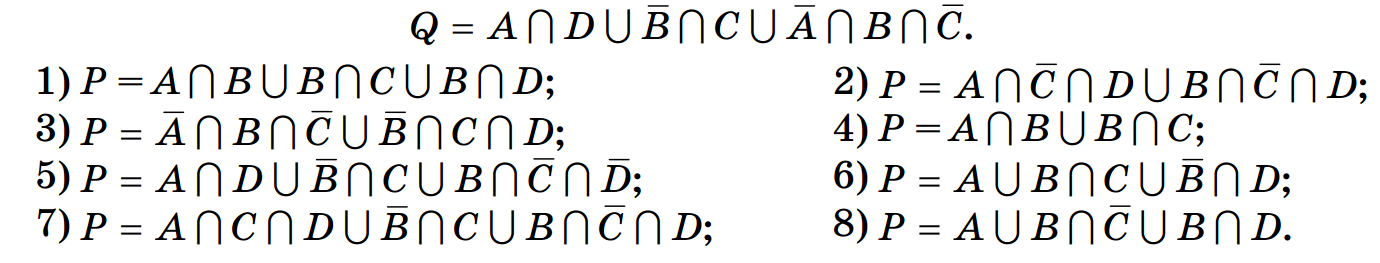 Q = A ⋂ D ⋃ B̅ ⋂ C ⋃ A̅ ⋂ B ⋂ C̅.
1) P = A ⋂ B ⋃ B ⋂ C ⋃ B ⋂ D; 2) P = A ⋂ C̅ ⋂ D ⋃ B ⋂ C̅ ⋂ D;
3) P = A̅ ⋂ B ⋂ C̅ ⋃ B̅ ⋂ C ⋂ D; 4) P = A ⋂ B ⋃ B ⋂ C;
5) P = A ⋂ D ⋃ B̅ ⋂ C ⋃ B ⋂ C̅ ⋂ D̅; 6) P = A ⋃ B ⋂ C ⋃ B̅ ⋂ D;
7) P = A ⋂ C ⋂ D ⋃ B̅ ⋂ C ⋃ B ⋂ C̅ ⋂ D; 8) P = A ⋃ B ⋂ C̅ ⋃ B ⋂ D.